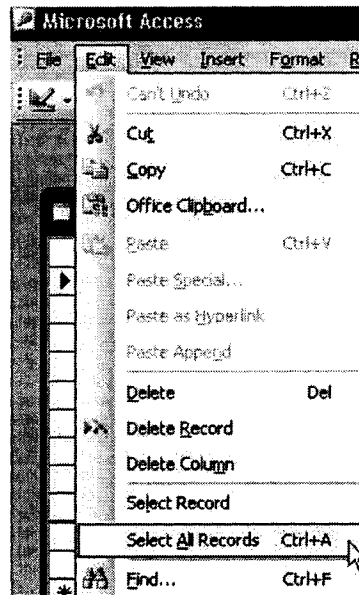 Microsoft Access
File Edit View Insert Format R
Can't Undo Ctrl+Z
Cut Ctrl+X
Copy Ctrl+C
Office Clipboard...
Paste Ctrl+V
Paste Special...
Paste as Hyperlink
Paste Append
Delete Del
Delete Record
Delete Column
Select Record
Select All Records Ctrl+A
Find... Ctrl+F